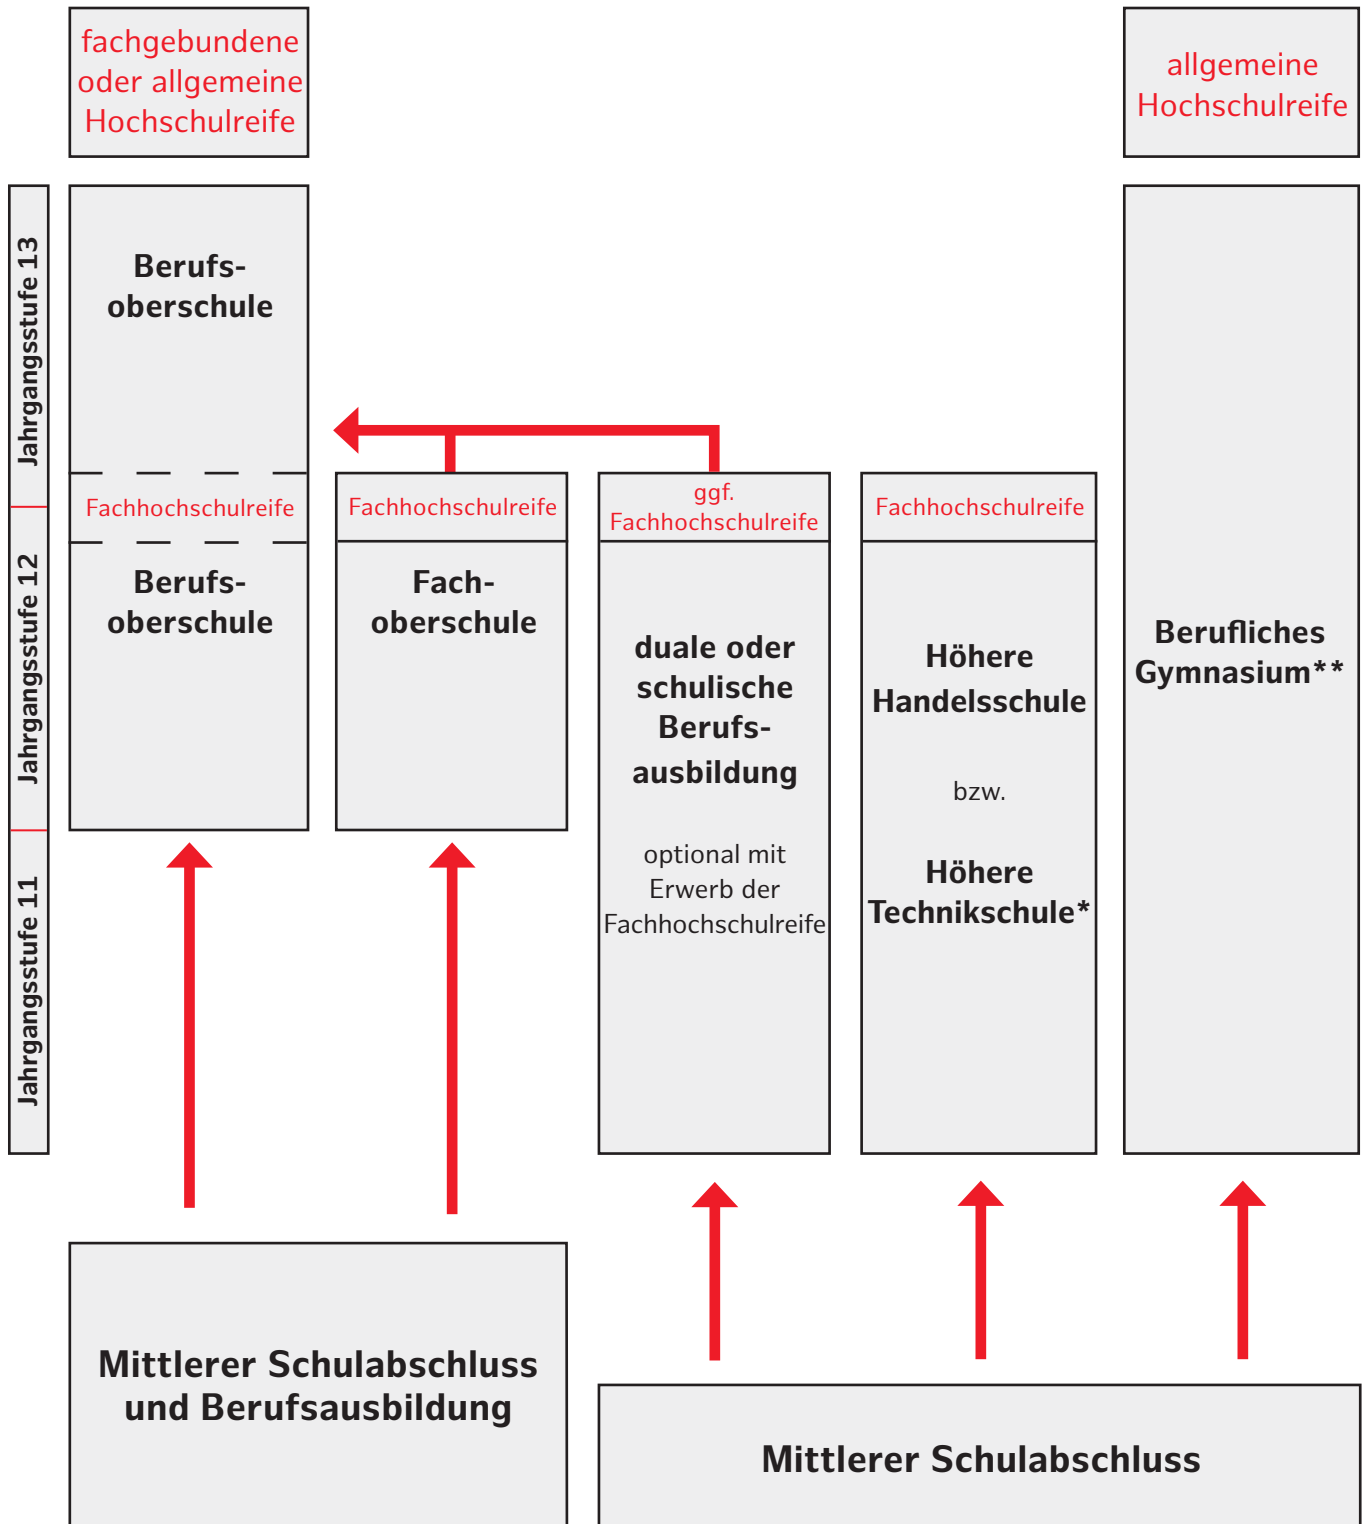 fachgebundene
oder allgemeine
Hochschulreife
allgemeine
Hochschulreife
Jahrgangsstufe 13
Jahrgangsstufe 12
Jahrgangsstufe 11
Berufs-
oberschule
Fachhochschulreife
Berufs-
oberschule
Fachhochschulreife
Fach-
oberschule
ggf.
Fachhochschulreife
duale oder
schulische
Berufs-
ausbildung
optional mit
Erwerb der
Fachhochschulreife
Fachhochschulreife
Höhere
Handelsschule
bzw.
Höhere
Technikschule*
Berufliches
Gymnasium**
Mittlerer Schulabschluss
und Berufsausbildung
Mittlerer Schulabschluss